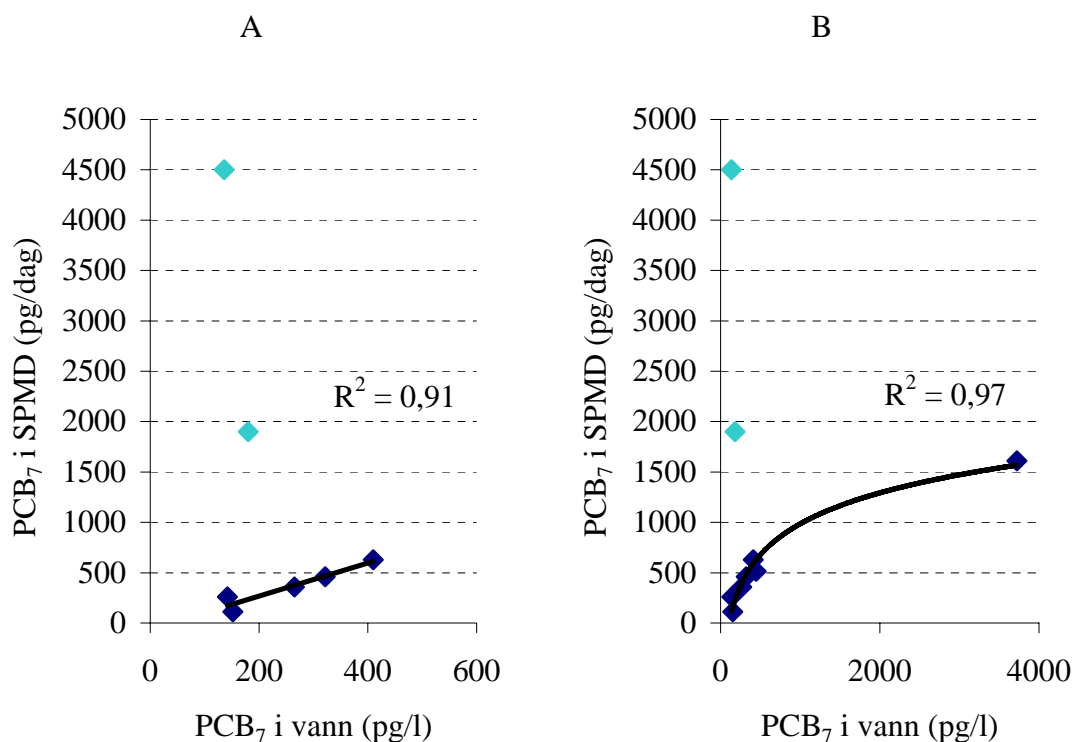 A
B
PCB₇ i SPMD (pg/dag)
5000
4500
4000
3500
3000
2500
2000
1500
1000
500
0
R² = 0,91
0 200 400 600
PCB₇ i vann (pg/l)
PCB₇ i SPMD (pg/dag)
5000
4500
4000
3500
3000
2500
2000
1500
1000
500
0
R² = 0,97
0 2000 4000
PCB₇ i vann (pg/l)